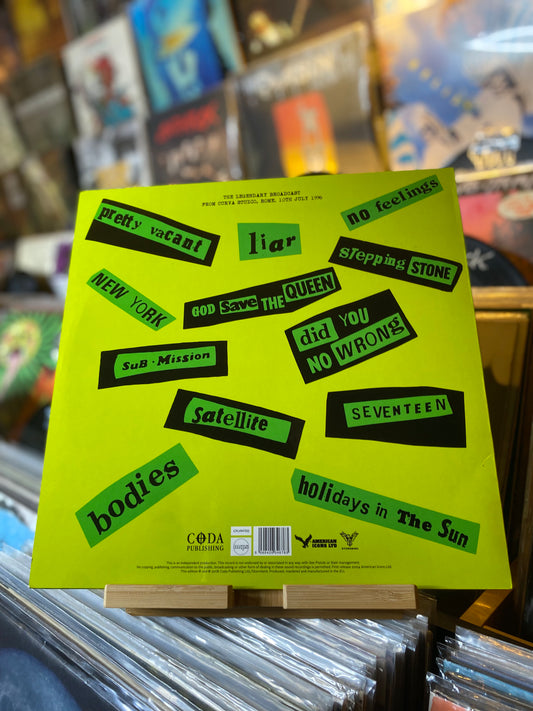 THE LEGENDARY BROADCAST
FROM CURVA STUDIO, ROME, 10TH JULY 1996
pretty vacant
liar
no feelings
stepping STONE
NEW YORK
GOD Save THE QUEEN
did YOU
NO WRONG
SuB-Mission
Satellite
SEVENTEEN
bodies
holidays in The Sun
CODA
PUBLISHING
AMERICAN
ICONS LTD